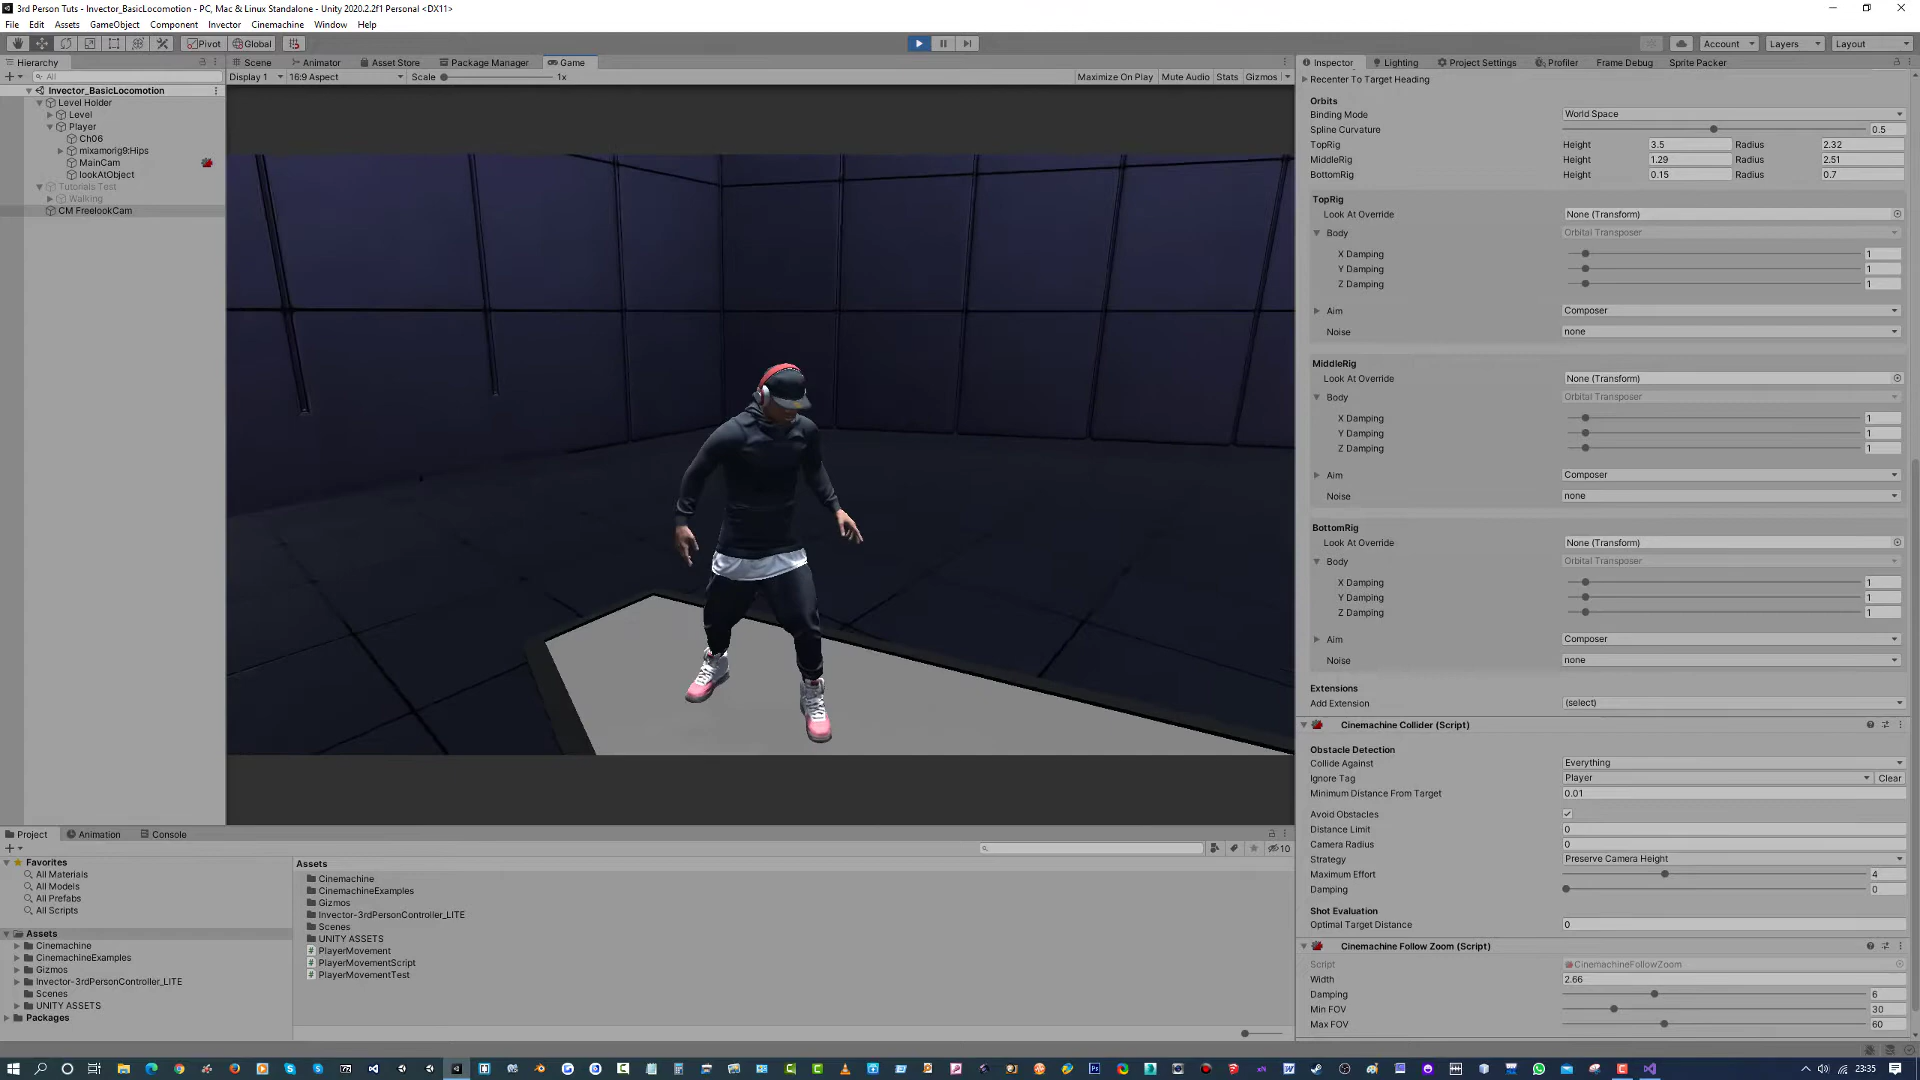 3rd Person Tuts - Invector_BasicLocomotion - PC, Mac & Linux Standalone - Unity 2020.2.2f1 Personal <DX11>
File Edit Assets GameObject Component Invector Cinemachine Window Help
Pivot Global Account Layers Layout
Hierarchy Scene Animator Asset Store Package Manager Game Inspector Lighting Project Settings Profiler Frame Debug Sprite Packer
All Display 1 16:9 Aspect Scale 1x Maximize On Play Mute Audio Stats Gizmos
Recenter To Target Heading
Invector_BasicLocomotion
Level Holder
Level
Player
Ch06
mixamorig9:Hips
MainCam
lookAtObject
Tutorials Test
Walking
CM FreelookCam
Orbits
Binding Mode World Space
Spline Curvature 0.5
TopRig Height 3.5 Radius 2.32
MiddleRig Height 1.29 Radius 2.51
BottomRig Height 0.15 Radius 0.7
TopRig
Look At Override None (Transform)
Body Orbital Transposer
X Damping 1
Y Damping 1
Z Damping 1
Aim Composer
Noise none
MiddleRig
Look At Override None (Transform)
Body Orbital Transposer
X Damping 1
Y Damping 1
Z Damping 1
Aim Composer
Noise none
BottomRig
Look At Override None (Transform)
Body Orbital Transposer
X Damping 1
Y Damping 1
Z Damping 1
Aim Composer
Noise none
Extensions
Add Extension (select)
Cinemachine Collider (Script)
Obstacle Detection
Collide Against Everything
Ignore Tag Player Clear
Minimum Distance From Target 0.01
Avoid Obstacles
Distance Limit 0
Camera Radius 0
Strategy Preserve Camera Height
Maximum Effort 4
Damping 0
Shot Evaluation
Optimal Target Distance 0
Cinemachine Follow Zoom (Script)
Script CinemachineFollowZoom
Width 2.66
Damping 6
Min FOV 30
Max FOV 60
Project Animation Console
10
Favorites
All Materials
All Models
All Prefabs
All Scripts
Assets
Cinemachine
CinemachineExamples
Gizmos
Invector-3rdPersonController_LITE
Scenes
UNITY ASSETS
Packages
Assets
Cinemachine
CinemachineExamples
Gizmos
Invector-3rdPersonController_LITE
Scenes
UNITY ASSETS
PlayerMovement
PlayerMovementScript
PlayerMovementTest
23:35